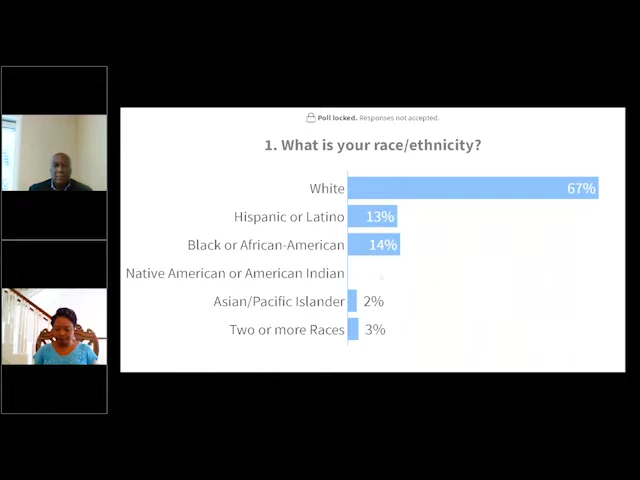 Poll locked. Responses not accepted.
1. What is your race/ethnicity?
White 67%
Hispanic or Latino 13%
Black or African-American 14%
Native American or American Indian
Asian/Pacific Islander 2%
Two or more Races 3%